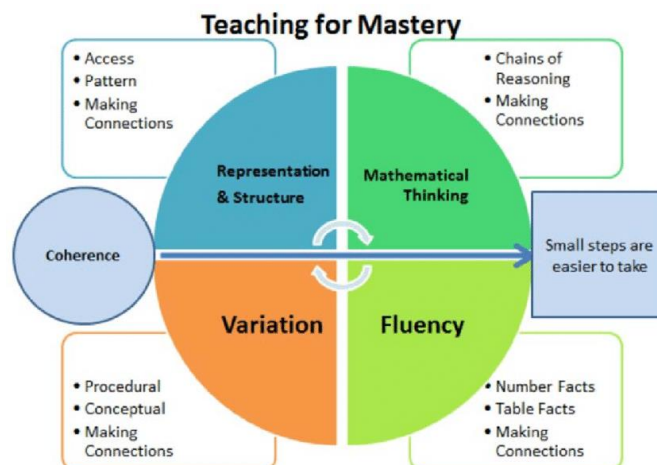 Teaching for Mastery
• Access
• Pattern
• Making
Connections
• Chains of
Reasoning
• Making
Connections
Representation
& Structure
Mathematical
Thinking
Coherence
Small steps are
easier to take
Variation
Fluency
• Procedural
• Conceptual
• Making
Connections
• Number Facts
• Table Facts
• Making
Connections